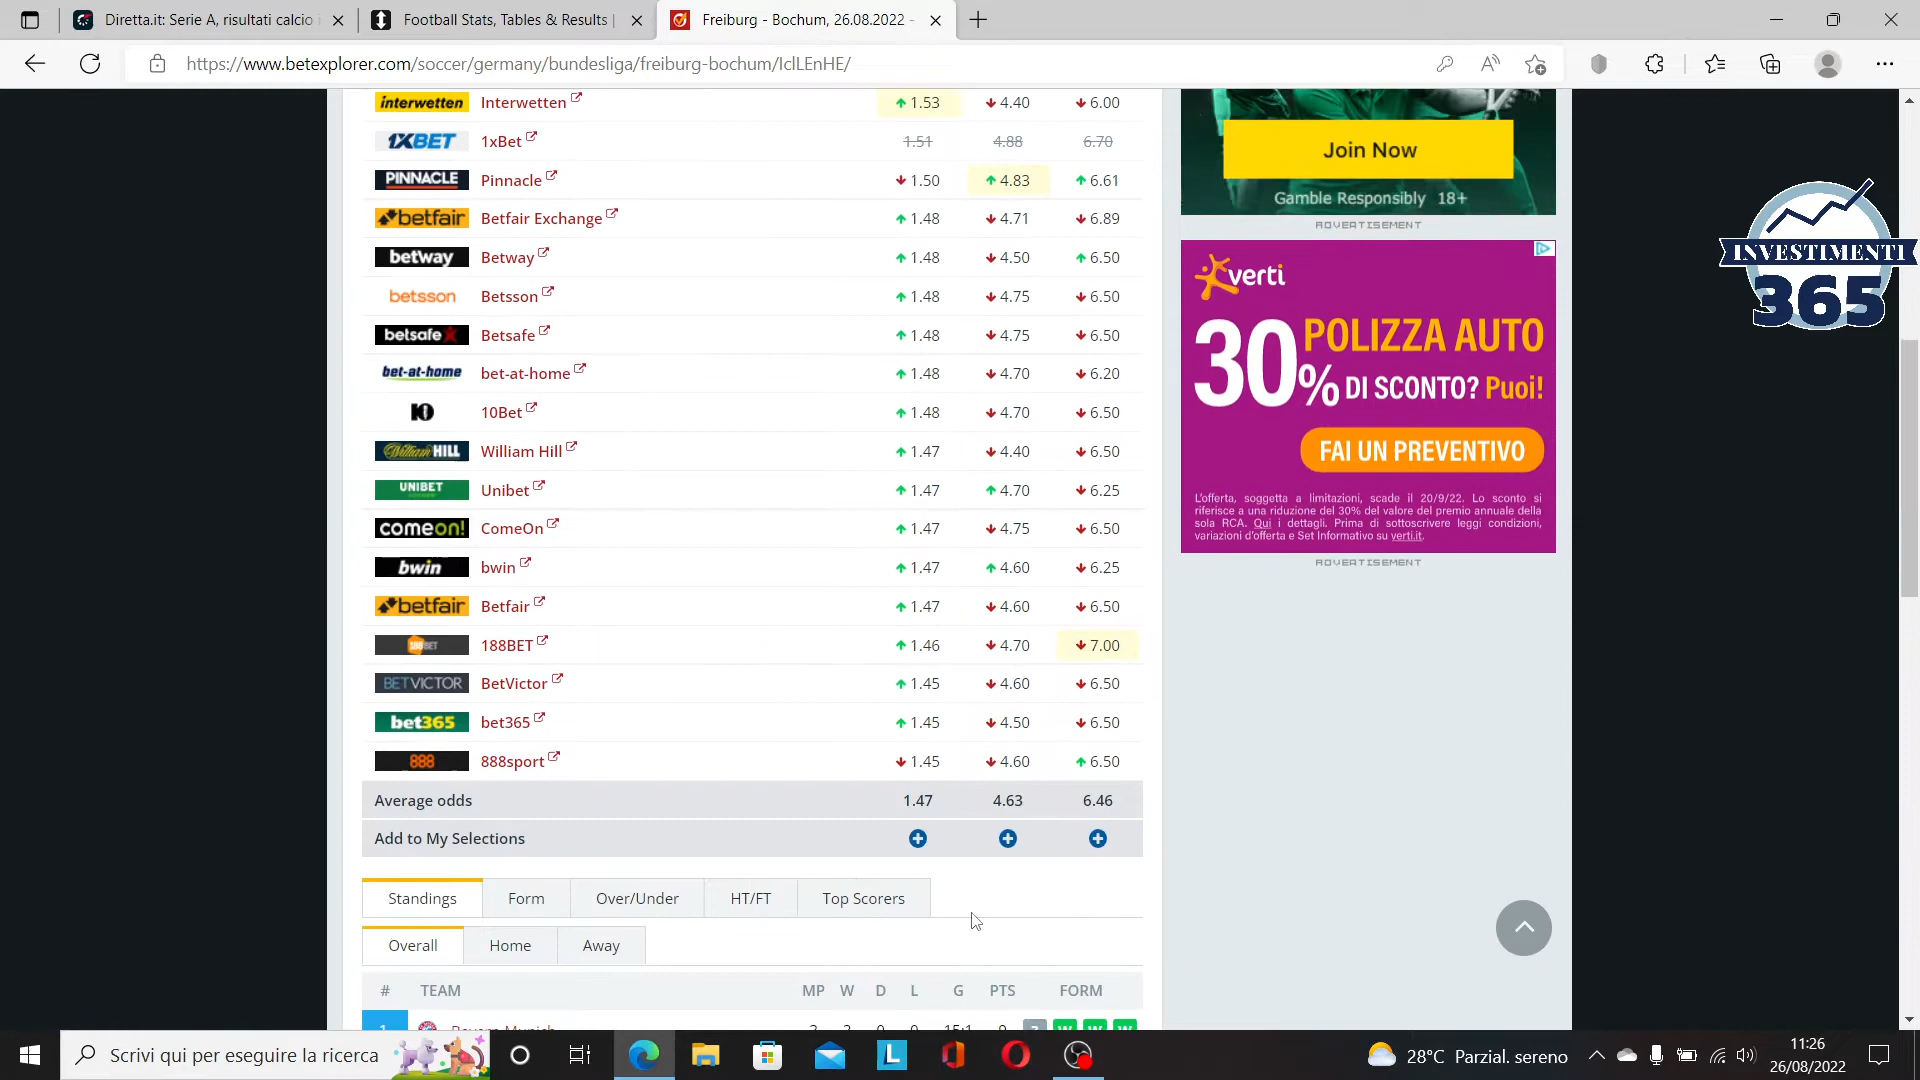 Diretta.it: Serie A, risultati calcio i
Football Stats, Tables & Results |
Freiburg - Bochum, 26.08.2022 -
https://www.betexplorer.com/soccer/germany/bundesliga/freiburg-bochum/IclLEnHE/
interwetten Interwetten 1.53 4.40 6.00
1XBET 1xBet 1.51 4.88 6.70
PINNACLE Pinnacle 1.50 4.83 6.61
betfair Betfair Exchange 1.48 4.71 6.89
betway Betway 1.48 4.50 6.50
betsson Betsson 1.48 4.75 6.50
betsafe Betsafe 1.48 4.75 6.50
bet-at-home bet-at-home 1.48 4.70 6.20
10 10Bet 1.48 4.70 6.50
William HILL William Hill 1.47 4.40 6.50
UNIBET Unibet 1.47 4.70 6.25
comeon! ComeOn 1.47 4.75 6.50
bwin bwin 1.47 4.60 6.25
betfair Betfair 1.47 4.60 6.50
188BET 188BET 1.46 4.70 7.00
BETVICTOR BetVictor 1.45 4.60 6.50
bet365 bet365 1.45 4.50 6.50
888 888sport 1.45 4.60 6.50
Average odds 1.47 4.63 6.46
Add to My Selections
Standings Form Over/Under HT/FT Top Scorers
Overall Home Away
# TEAM MP W D L G PTS FORM
Join Now
Gamble Responsibly 18+
ADVERTISEMENT
verti
30% POLIZZA AUTO
DI SCONTO? Puoi!
FAI UN PREVENTIVO
L'offerta, soggetta a limitazioni, scade il 20/9/22. Lo sconto si
riferisce a una riduzione del 30% del valore del premio annuale della
sola RCA. Qui i dettagli. Prima di sottoscrivere leggi condizioni,
variazioni d'offerta e Set Informativo su verti.it.
ADVERTISEMENT
INVESTIMENTI
365
Scrivi qui per eseguire la ricerca
28°C Parzial. sereno
11:26
26/08/2022